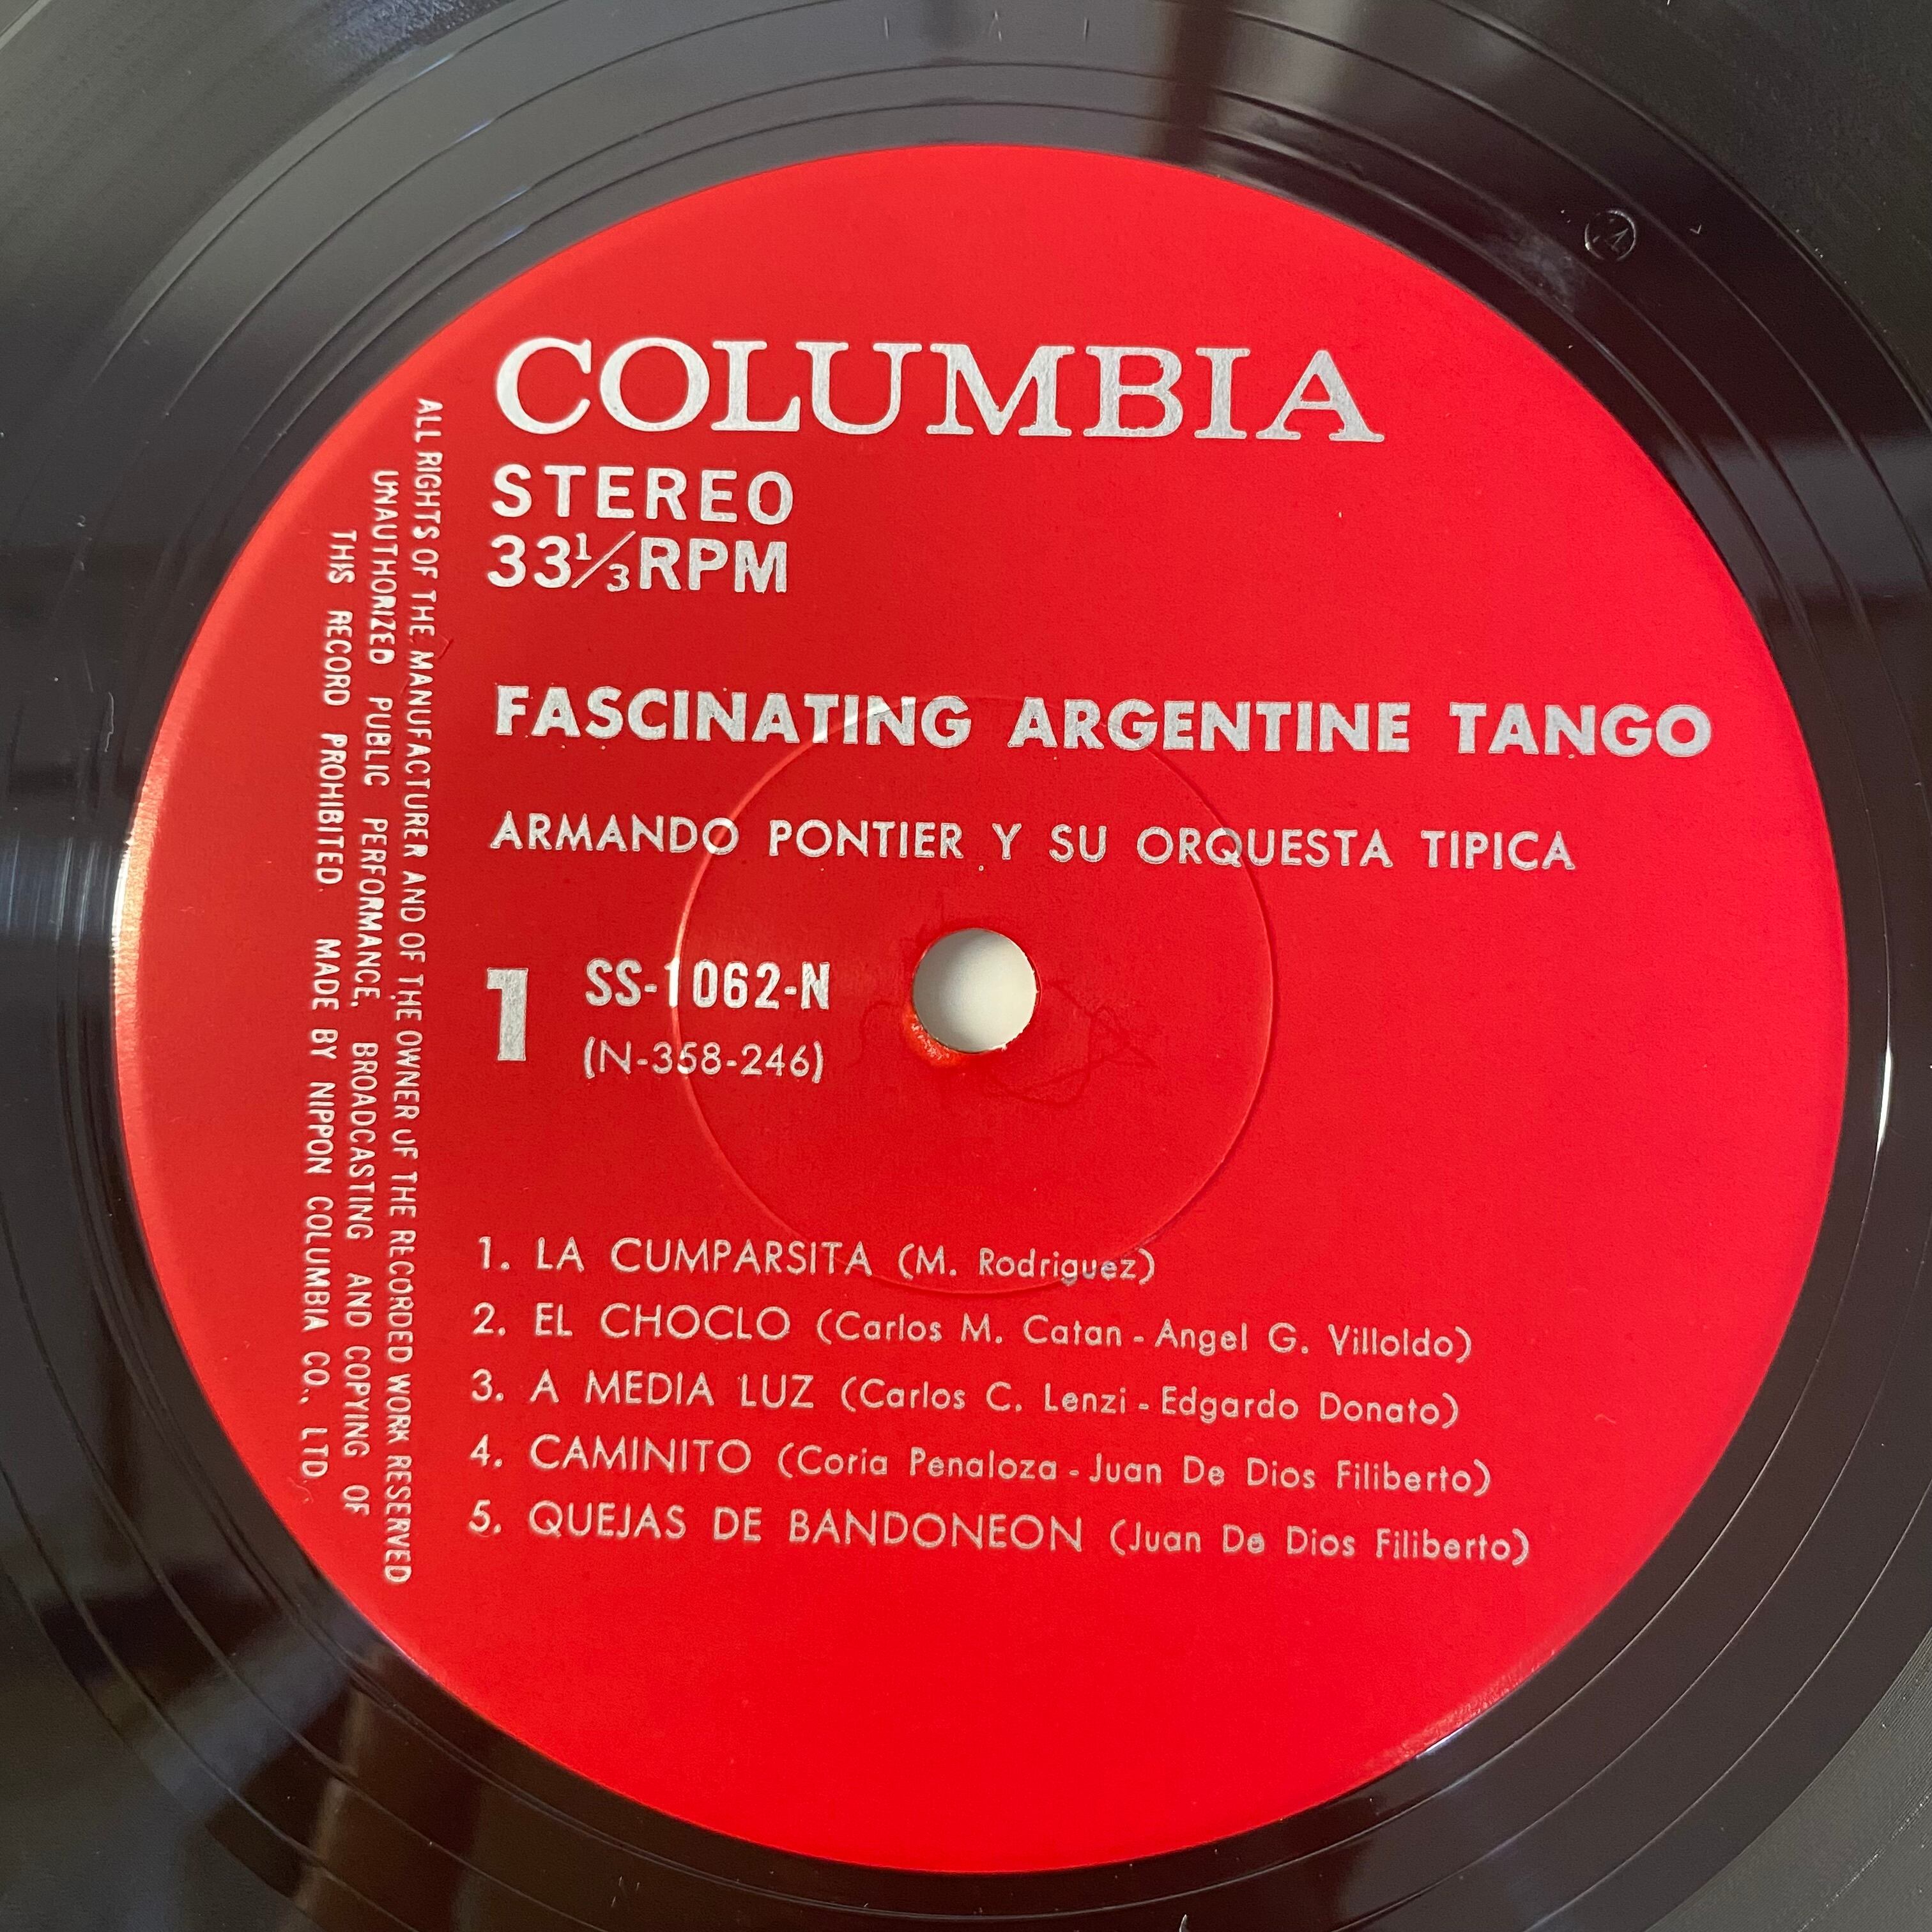 COLUMBIA
STEREO
33 1/3 RPM
FASCINATING ARGENTINE TANGO
ARMANDO PONTIER Y SU ORQUESTA TIPICA
1 SS-1062-N
(N-358-246)
1. LA CUMPARSITA (M. Rodriguez)
2. EL CHOCLO (Carlos M. Catan - Angel G. Villoldo)
3. A MEDIA LUZ (Carlos C. Lenzi - Edgardo Donato)
4. CAMINITO (Coria Penaloza - Juan De Dios Filiberto)
5. QUEJAS DE BANDONEON (Juan De Dios Filiberto)
ALL RIGHTS OF THE MANUFACTURER AND OF THE OWNER OF THE RECORDED WORK RESERVED
UNAUTHORIZED PUBLIC PERFORMANCE, BROADCASTING AND COPYING OF
THIS RECORD PROHIBITED. MADE BY NIPPON COLUMBIA CO., LTD.